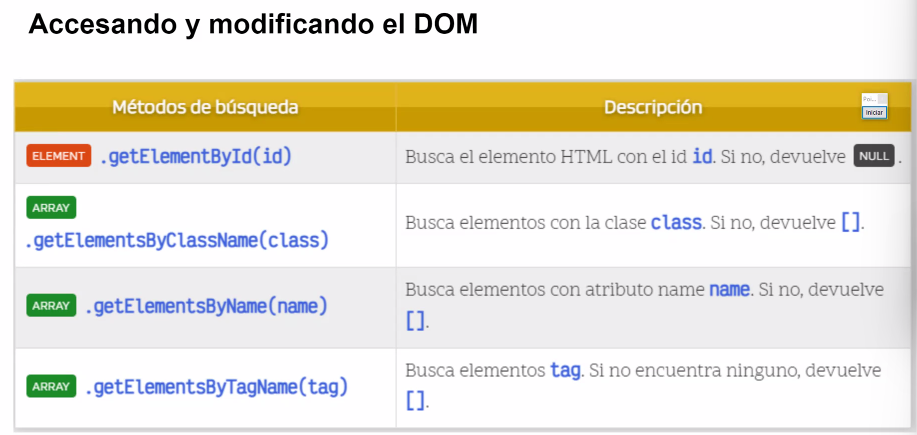 Accesando y modificando el DOM
Métodos de búsqueda
Descripción
Poi...
Iniciar
ELEMENT .getElementById(id)
Busca el elemento HTML con el id id. Si no, devuelve NULL .
ARRAY
.getElementsByClassName(class)
Busca elementos con la clase class. Si no, devuelve [].
ARRAY .getElementsByName(name)
Busca elementos con atributo name name. Si no, devuelve
[].
ARRAY .getElementsByTagName(tag)
Busca elementos tag. Si no encuentra ninguno, devuelve
[].